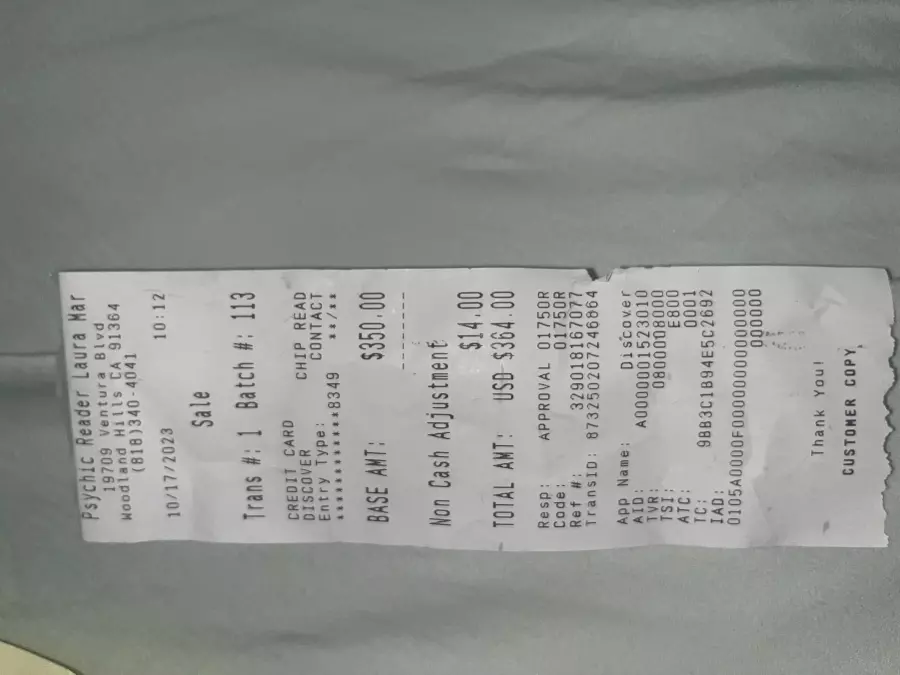 Psychic Reader Laura Mar
19709 Ventura Blvd
Woodland Hills CA 91364
(818)340-4041
10/17/2023 10:12
Sale
Trans #: 1 Batch #: 113
CREDIT CARD
DISCOVER CHIP READ
Entry Type: CONTACT
************8349 **/**
BASE AMT: $350.00
-------
Non Cash Adjustment
$14.00
TOTAL AMT: USD $364.00
Resp: APPROVAL 01750R
Code: 01750R
Ref #: 329018167077
TransID: 873250207246864
App Name: Discover
AID: A0000001523010
TVR: 0800008000
TSI: E800
ATC: 0001
TC: 9BB3C1B94E5C2692
IAD:
0105A0000F00000000000000
000000
Thank You!
CUSTOMER COPY